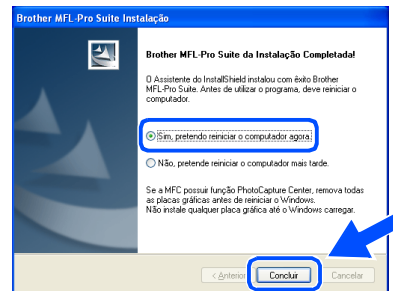 Brother MFL-Pro Suite Instalação
Brother MFL-Pro Suite da Instalação Completada!
O Assistente do InstallShield instalou com êxito Brother
MFL-Pro Suite. Antes de utilizar o programa, deve reiniciar o
computador.
Sim, pretendo reiniciar o computador agora.
Não, pretende reiniciar o computador mais tarde.
Se a MFC possuir função PhotoCapture Center, remova todas
as placas gráficas antes de reiniciar o Windows.
Não instale qualquer placa gráfica até o Windows carregar.
< Anterior
Concluir
Cancelar